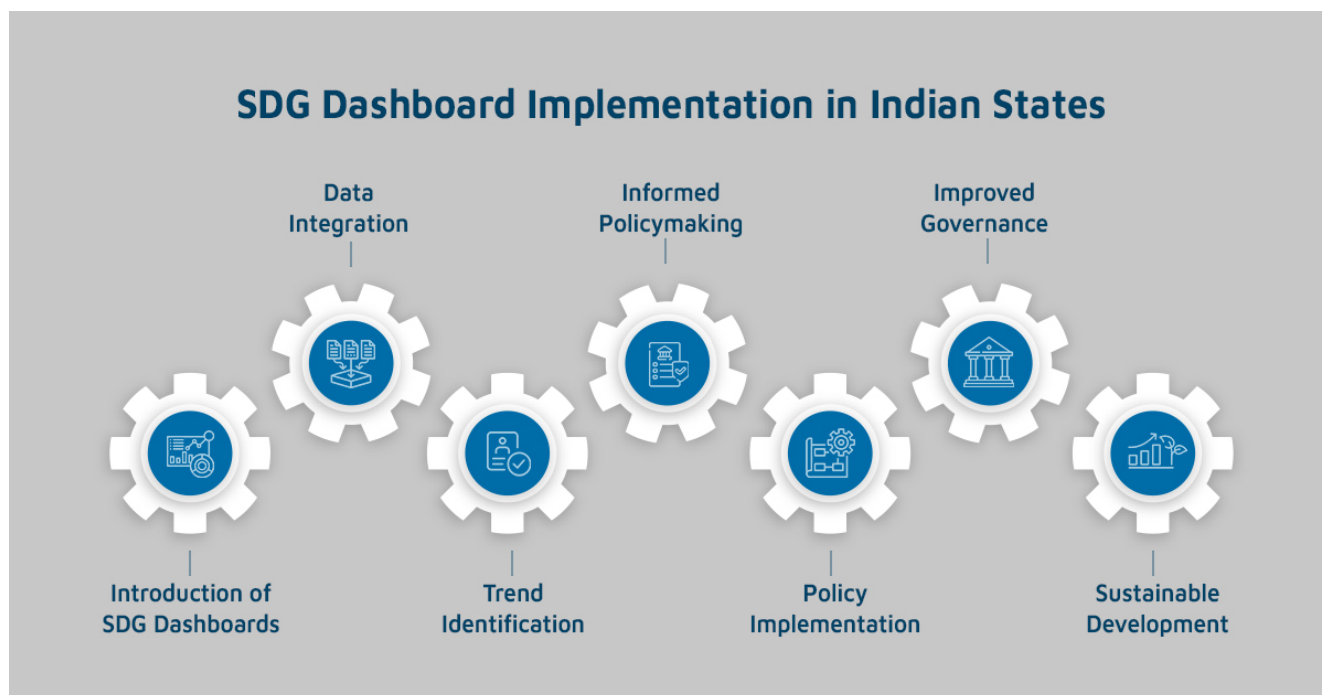 SDG Dashboard Implementation in Indian States
Data
Integration
Informed
Policymaking
Improved
Governance
Introduction of
SDG Dashboards
Trend
Identification
Policy
Implementation
Sustainable
Development